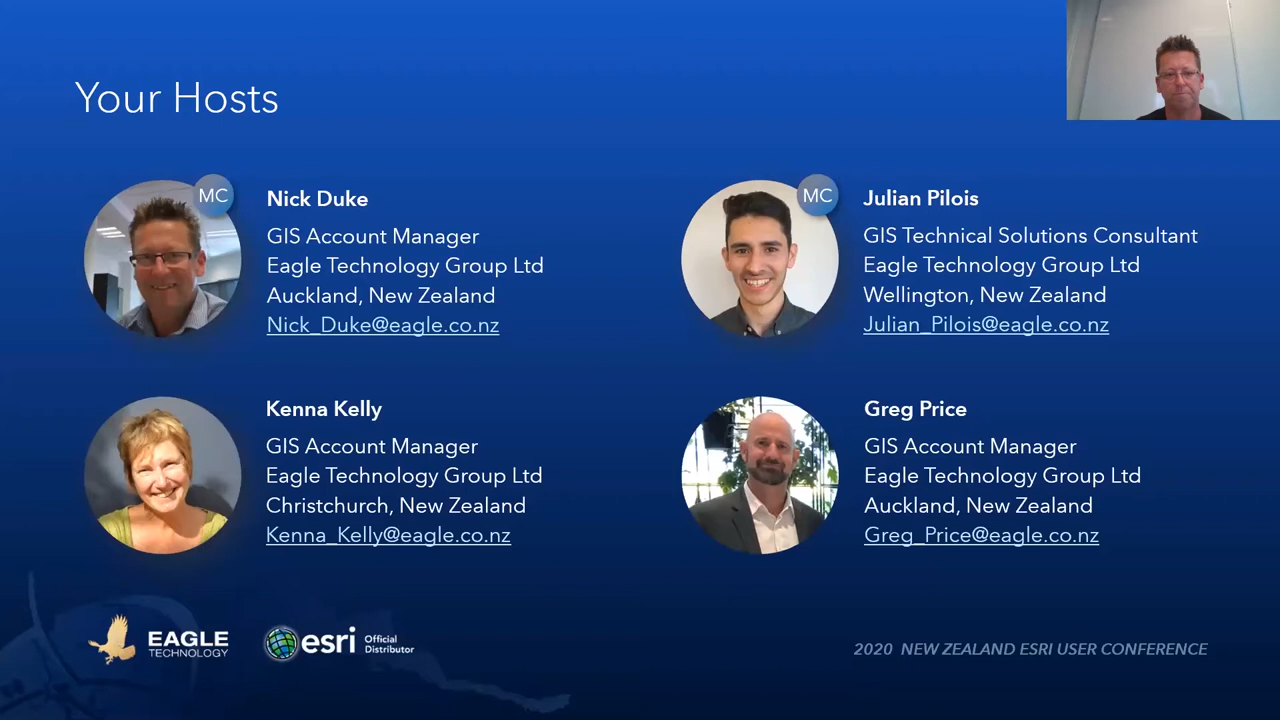 Your Hosts
MC
Nick Duke
GIS Account Manager
Eagle Technology Group Ltd
Auckland, New Zealand
Nick_Duke@eagle.co.nz
MC
Julian Pilois
GIS Technical Solutions Consultant
Eagle Technology Group Ltd
Wellington, New Zealand
Julian_Pilois@eagle.co.nz
Kenna Kelly
GIS Account Manager
Eagle Technology Group Ltd
Christchurch, New Zealand
Kenna_Kelly@eagle.co.nz
Greg Price
GIS Account Manager
Eagle Technology Group Ltd
Auckland, New Zealand
Greg_Price@eagle.co.nz
EAGLE
TECHNOLOGY
esri
Official
Distributor
2020 NEW ZEALAND ESRI USER CONFERENCE